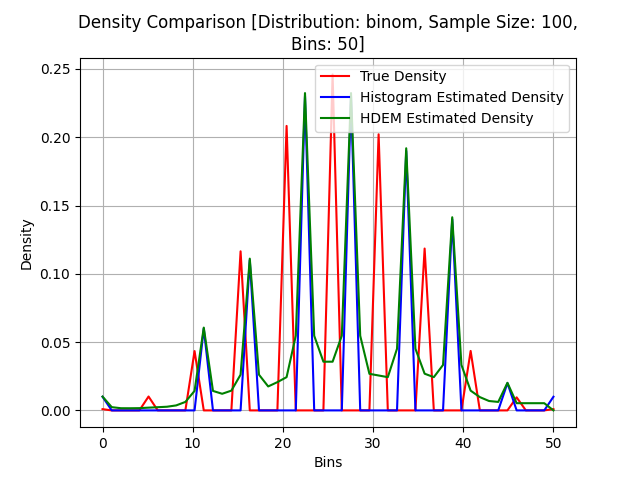 Density Comparison [Distribution: binom, Sample Size: 100,
Bins: 50]
True Density
Histogram Estimated Density
HDEM Estimated Density
Density
0.25
0.20
0.15
0.10
0.05
0.00
0 10 20 30 40 50
Bins